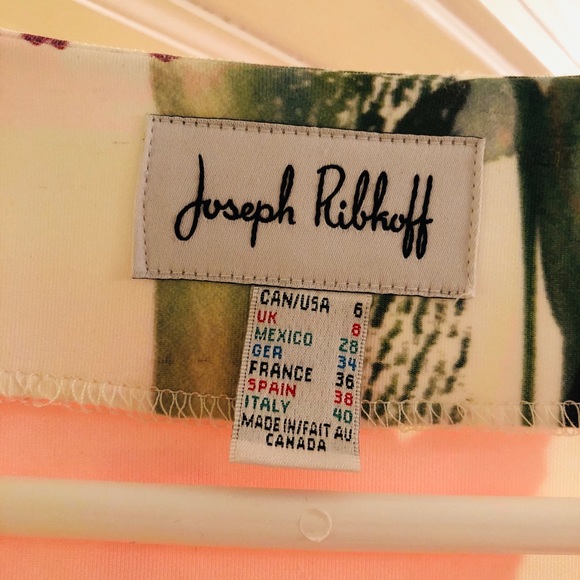 Joseph Ribkoff
CAN/USA 6
UK 8
MEXICO 28
GER 34
FRANCE 36
SPAIN 38
ITALY 40
MADE IN/FAIT AU
CANADA